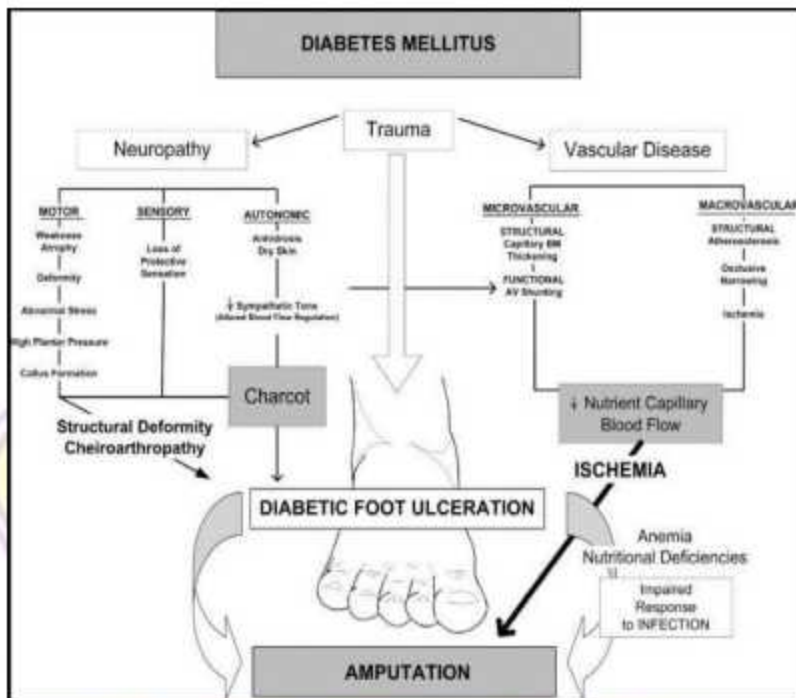 DIABETES MELLITUS
Trauma
Neuropathy
Vascular Disease
MOTOR
Weakness
Atrophy
Deformity
Abnormal Stress
High Plantar Pressure
Callus Formation
SENSORY
Loss of
Protective
Sensation
AUTONOMIC
Anhidrosis
Dry Skin
↓ Sympathetic Tone
(Altered Blood Flow Regulation)
MICROVASCULAR
STRUCTURAL
Capillary BM
Thickening
FUNCTIONAL
AV Shunting
MACROVASCULAR
STRUCTURAL
Atherosclerosis
Occlusive
Narrowing
Ischemia
Charcot
↓ Nutrient Capillary
Blood Flow
Structural Deformity
Cheiroarthropathy
ISCHEMIA
DIABETIC FOOT ULCERATION
Anemia
Nutritional Deficiencies
Impaired
Response
to INFECTION
AMPUTATION